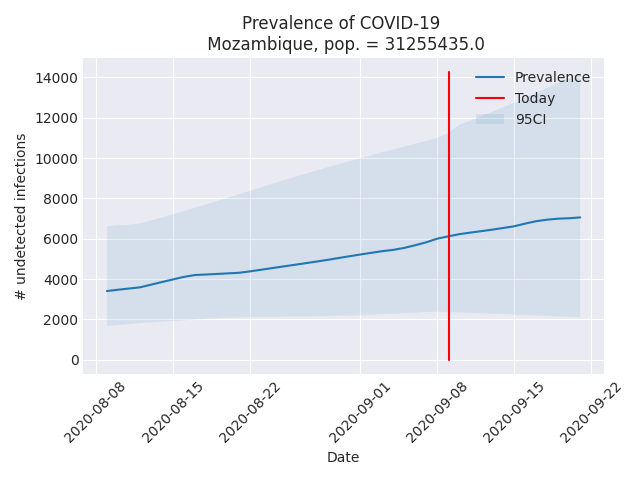 Prevalence of COVID-19
Mozambique, pop. = 31255435.0
# undetected infections
14000
12000
10000
8000
6000
4000
2000
0
Prevalence
Today
95CI
2020-08-08
2020-08-15
2020-08-22
2020-09-01
2020-09-08
2020-09-15
2020-09-22
Date